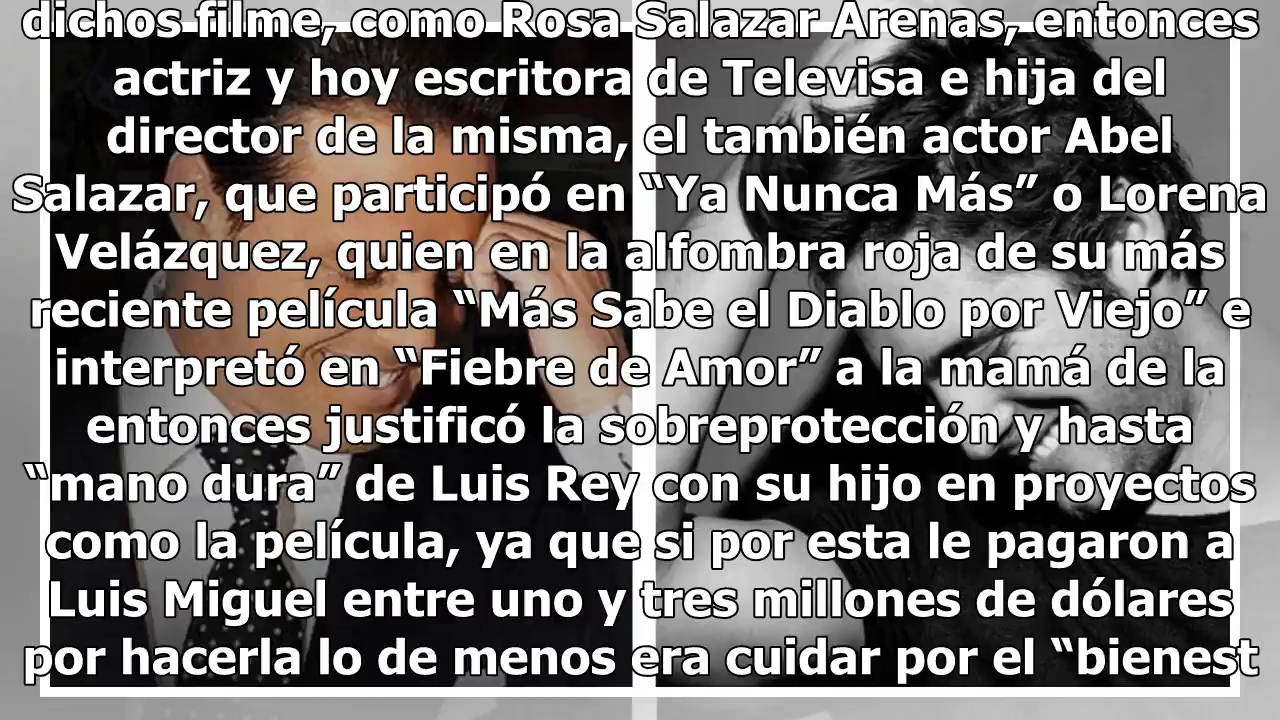 dichos filme, como Rosa Salazar Arenas, entonces
actriz y hoy escritora de Televisa e hija del
director de la misma, el también actor Abel
Salazar, que participó en “Ya Nunca Más” o Lorena
Velázquez, quien en la alfombra roja de su más
reciente película “Más Sabe el Diablo por Viejo” e
interpretó en “Fiebre de Amor” a la mamá de la
entonces justificó la sobreprotección y hasta
“mano dura” de Luis Rey con su hijo en proyectos
como la película, ya que si por esta le pagaron a
Luis Miguel entre uno y tres millones de dólares
por hacerla lo de menos era cuidar por el “bienest